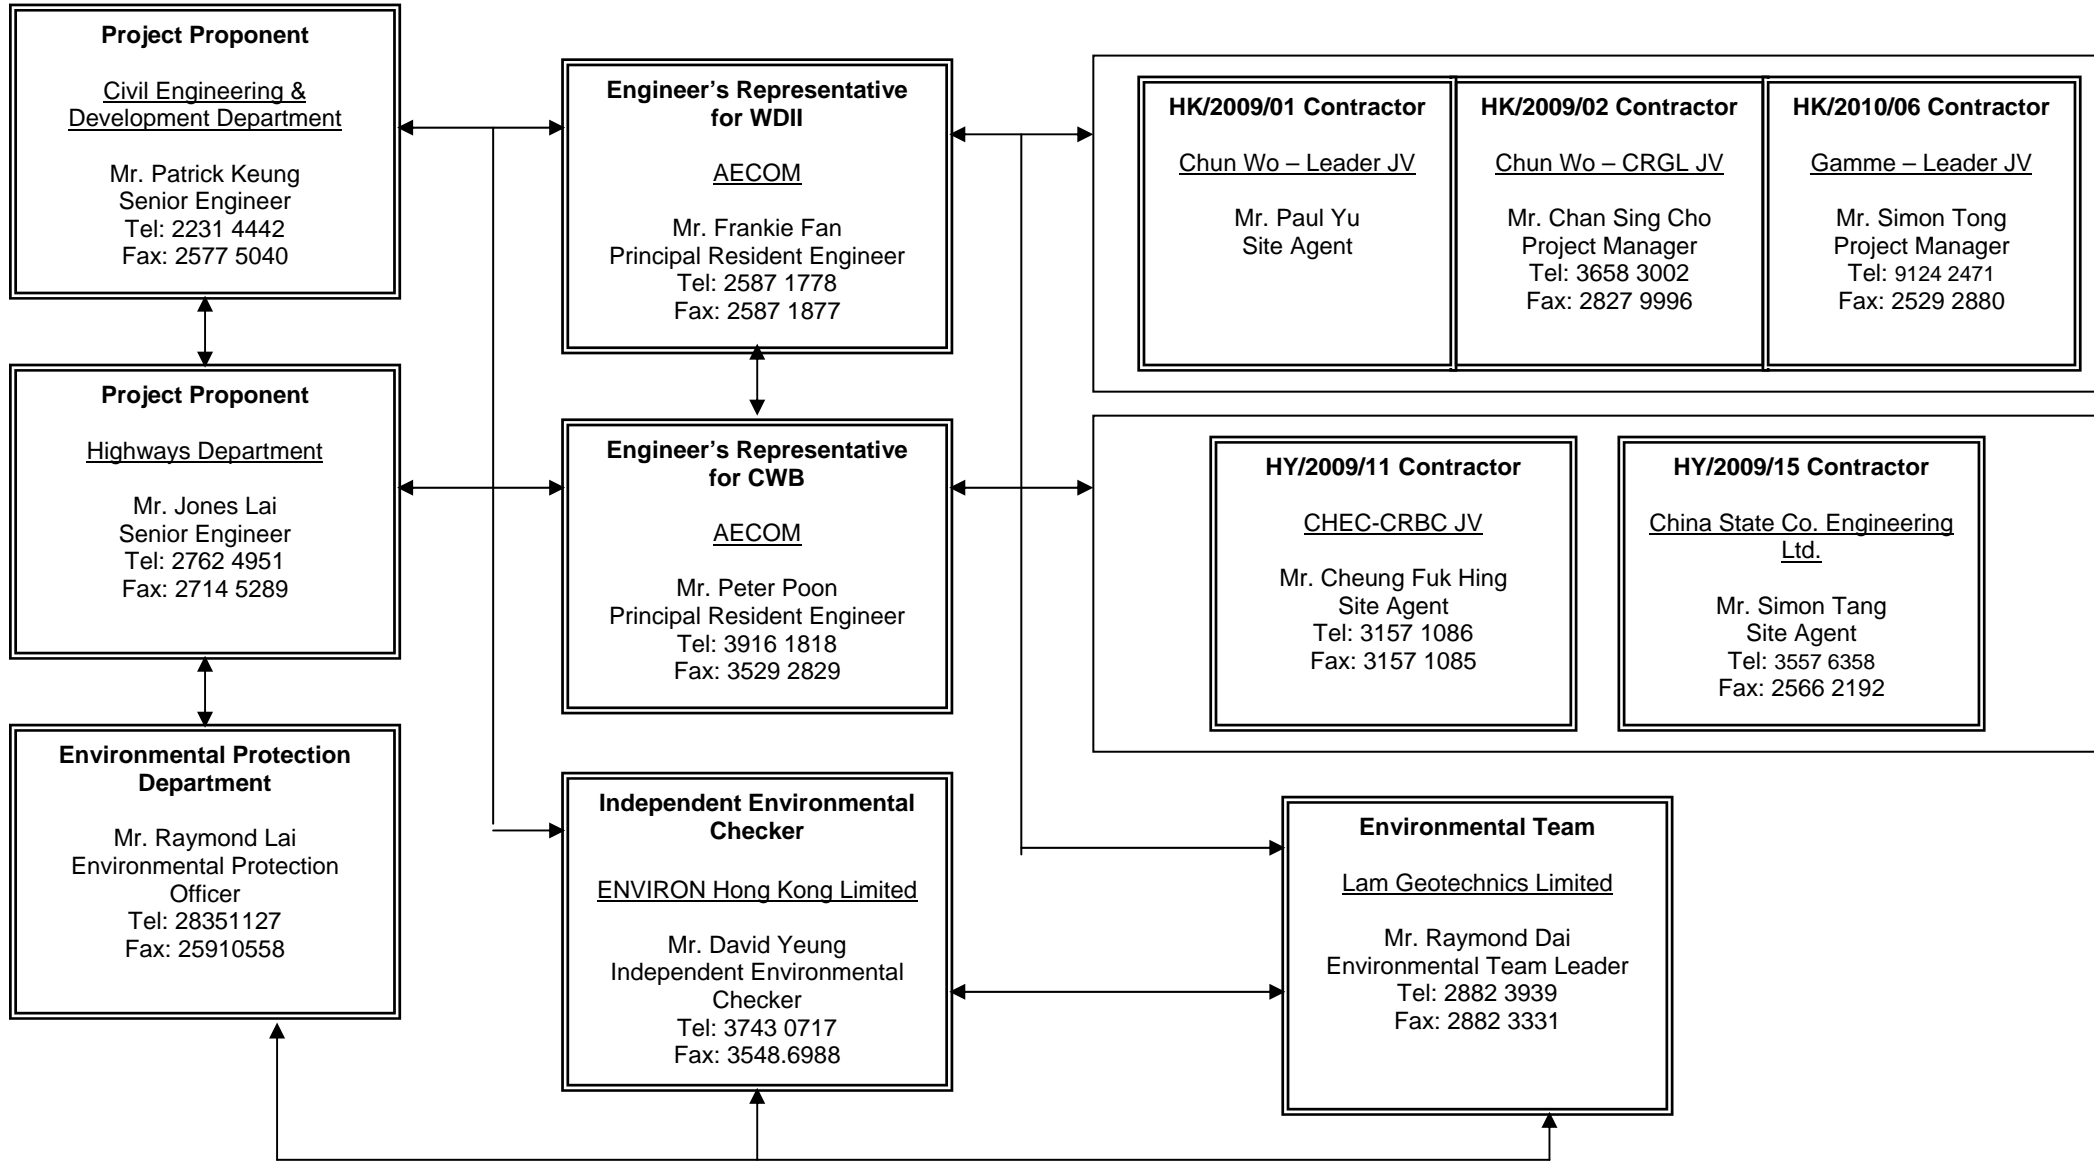 Project Proponent
Civil Engineering &
Development Department
Mr. Patrick Keung
Senior Engineer
Tel: 2231 4442
Fax: 2577 5040
Engineer's Representative
for WDII
AECOM
Mr. Frankie Fan
Principal Resident Engineer
Tel: 2587 1778
Fax: 2587 1877
HK/2009/01 Contractor
Chun Wo – Leader JV
Mr. Paul Yu
Site Agent
HK/2009/02 Contractor
Chun Wo – CRGL JV
Mr. Chan Sing Cho
Project Manager
Tel: 3658 3002
Fax: 2827 9996
HK/2010/06 Contractor
Gamme – Leader JV
Mr. Simon Tong
Project Manager
Tel: 9124 2471
Fax: 2529 2880
Project Proponent
Highways Department
Mr. Jones Lai
Senior Engineer
Tel: 2762 4951
Fax: 2714 5289
Engineer's Representative
for CWB
AECOM
Mr. Peter Poon
Principal Resident Engineer
Tel: 3916 1818
Fax: 3529 2829
HY/2009/11 Contractor
CHEC-CRBC JV
Mr. Cheung Fuk Hing
Site Agent
Tel: 3157 1086
Fax: 3157 1085
HY/2009/15 Contractor
China State Co. Engineering
Ltd.
Mr. Simon Tang
Site Agent
Tel: 3557 6358
Fax: 2566 2192
Environmental Protection
Department
Mr. Raymond Lai
Environmental Protection
Officer
Tel: 28351127
Fax: 25910558
Independent Environmental
Checker
ENVIRON Hong Kong Limited
Mr. David Yeung
Independent Environmental
Checker
Tel: 3743 0717
Fax: 3548.6988
Environmental Team
Lam Geotechnics Limited
Mr. Raymond Dai
Environmental Team Leader
Tel: 2882 3939
Fax: 2882 3331